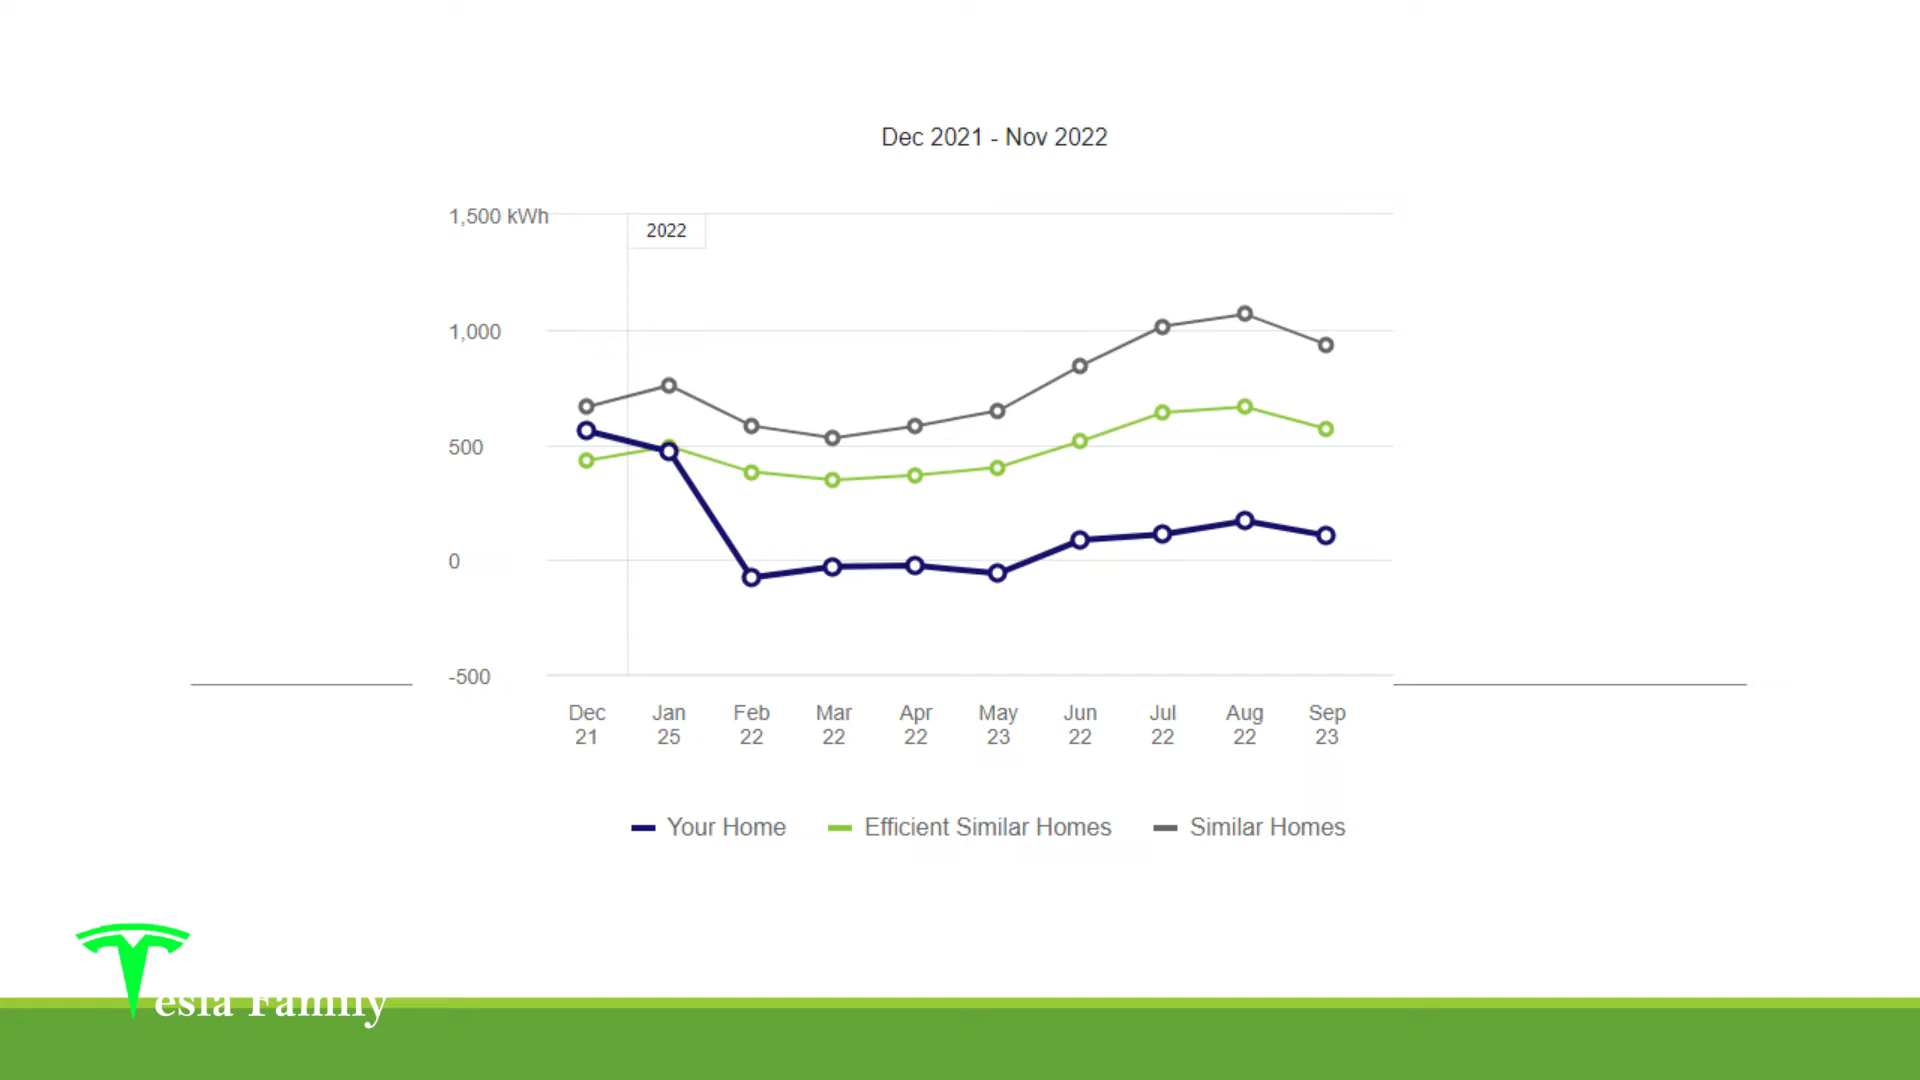 Dec 2021 - Nov 2022
1,500 kWh
2022
1,000
500
0
-500
Dec Jan Feb Mar Apr May Jun Jul Aug Sep
21 25 22 22 22 23 22 22 22 23
Your Home Efficient Similar Homes Similar Homes
Tesla Family